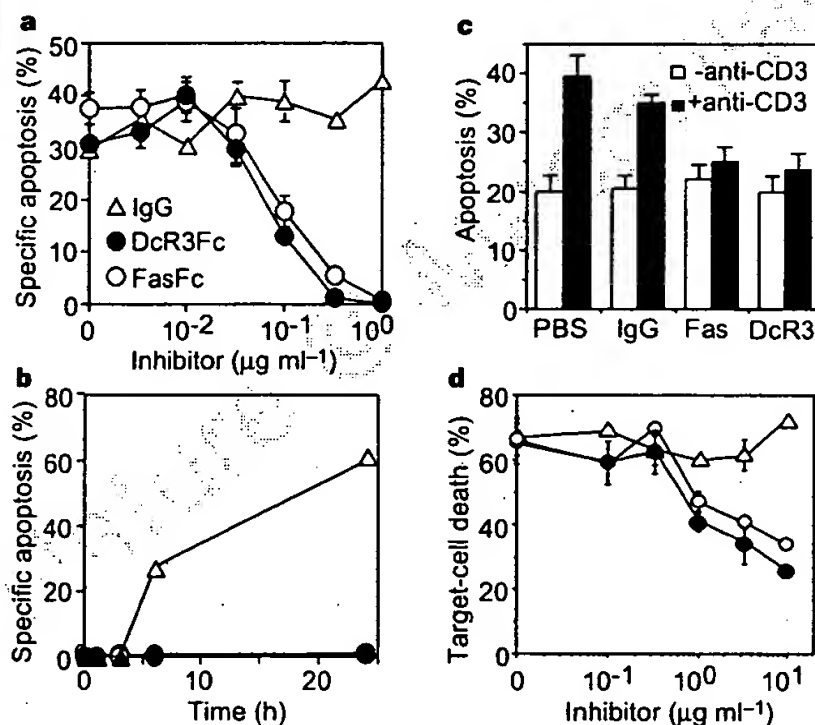 a
Specific apoptosis (%)
50
40
30
20
10
0
IgG
DcR3Fc
FasFc
0 10⁻² 10⁻¹ 10⁰
Inhibitor (µg ml⁻¹)
c
Apoptosis (%)
40
35
30
25
20
10
0
-anti-CD3
+anti-CD3
PBS IgG Fas DcR3
b
Specific apoptosis (%)
80
60
40
20
0
0 10 20
Time (h)
d
Target-cell death (%)
80
60
40
20
0 10⁻¹ 10⁰ 10¹
Inhibitor (µg ml⁻¹)